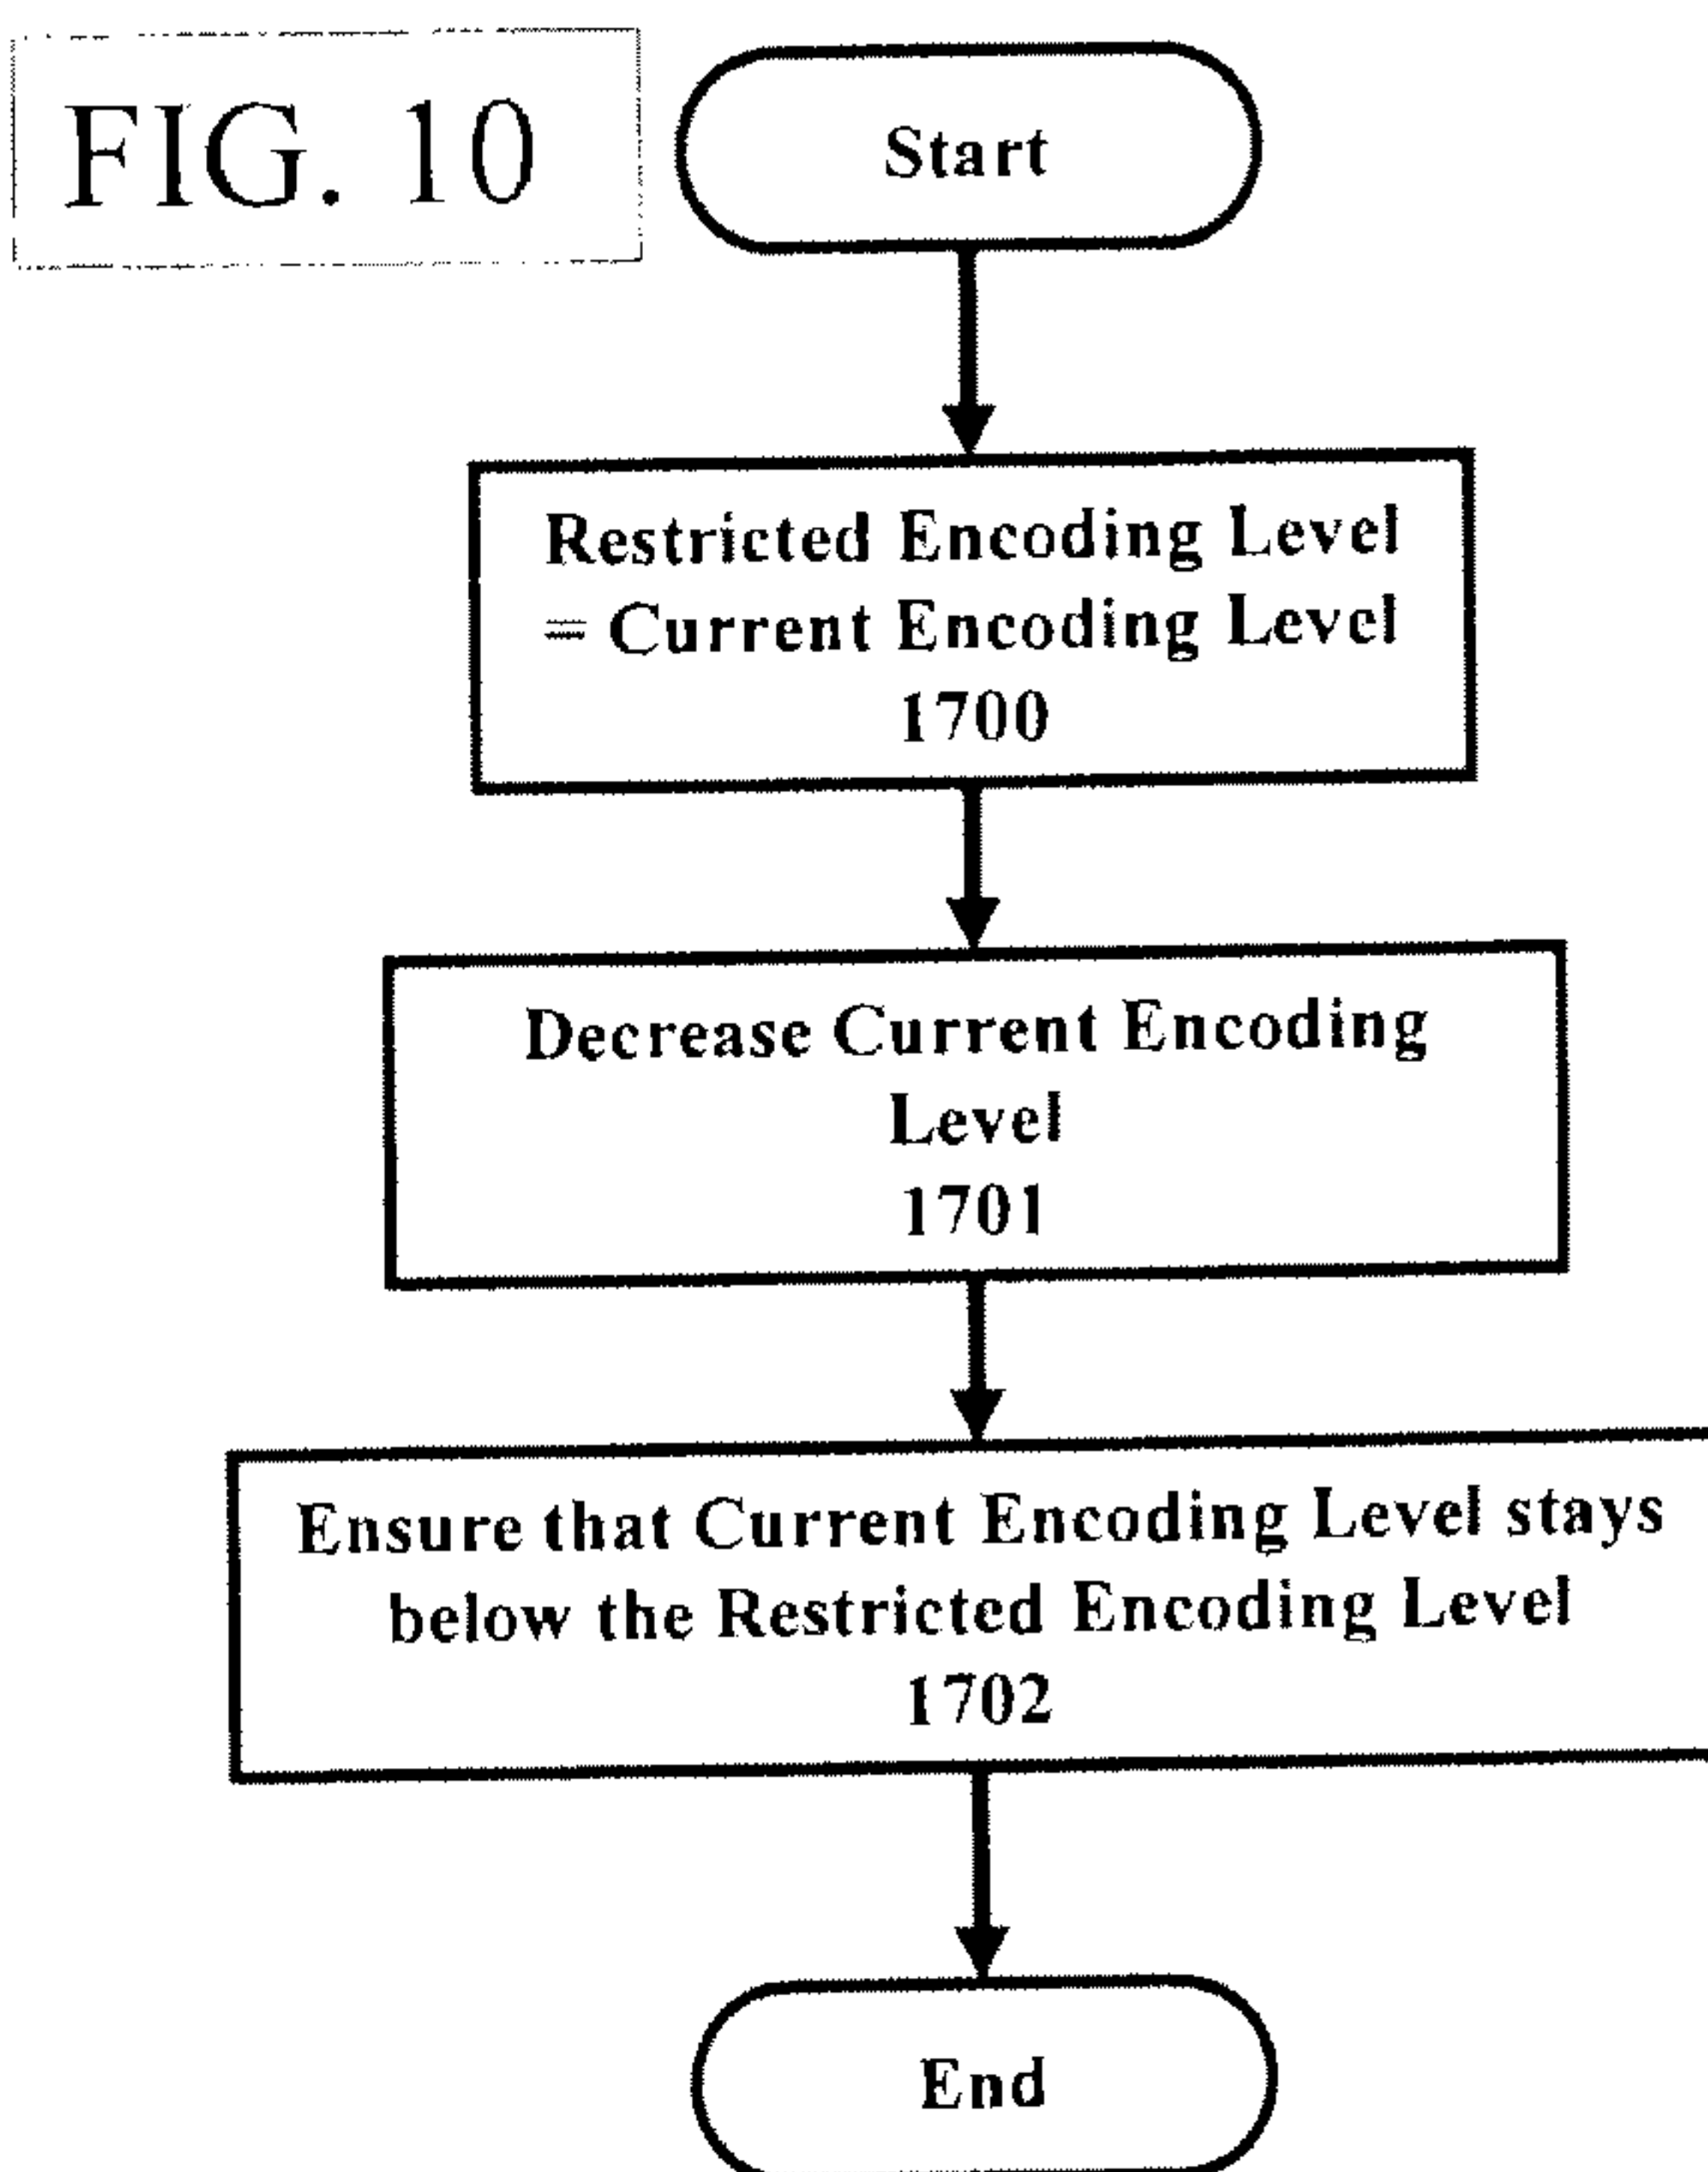 FIG. 10
Start
Restricted Encoding Level
= Current Encoding Level
1700
Decrease Current Encoding
Level
1701
Ensure that Current Encoding Level stays
below the Restricted Encoding Level
1702
End